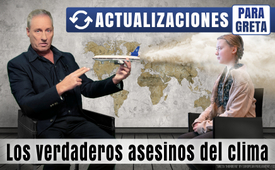 ACTUALIZACIONES
PARA
GRETA
Los verdaderos asesinos del clima